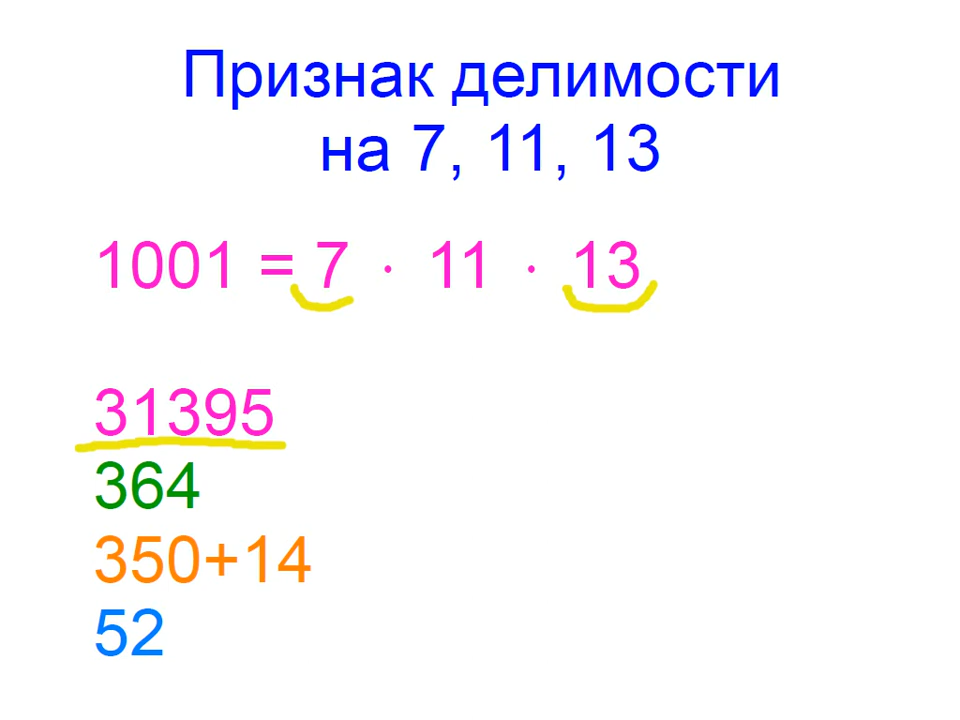 Признак делимости
на 7, 11, 13
1001 = 7 · 11 · 13
31395
364
350+14
52